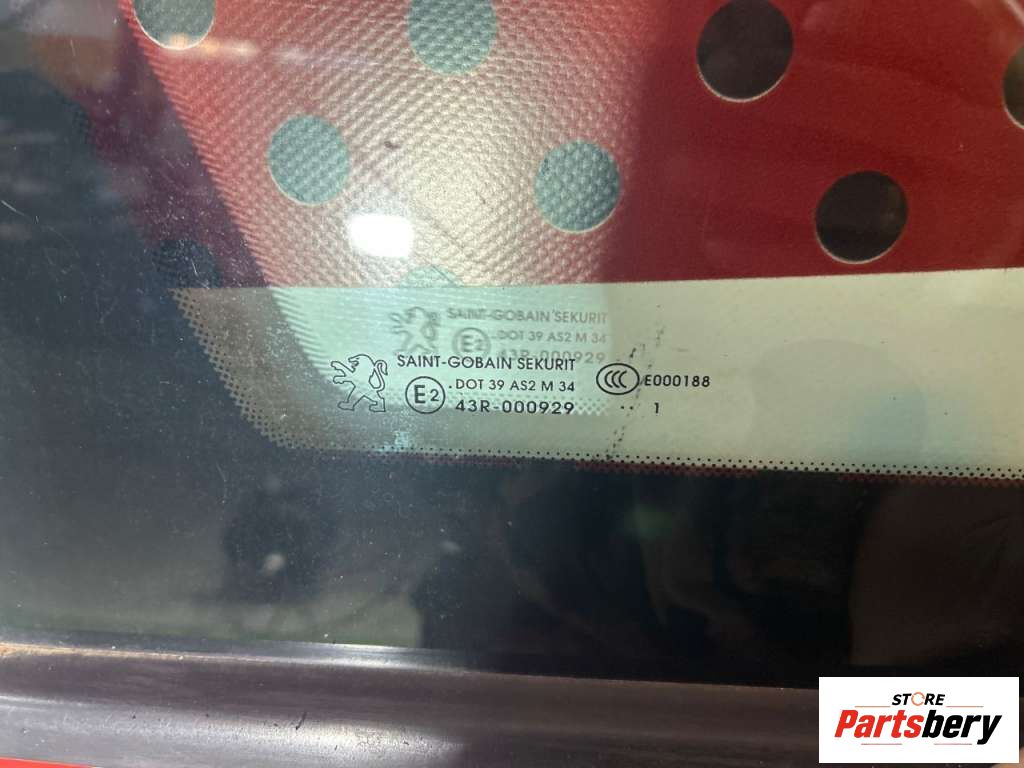 SAINT-GOBAIN SEKURIT
.DOT 39 AS2 M 34
E2
43R-000929
SAINT-GOBAIN SEKURIT
E2
.DOT 39 AS2 M 34
43R-000929
CCC
E000188
.. 1
STORE
Partsbery